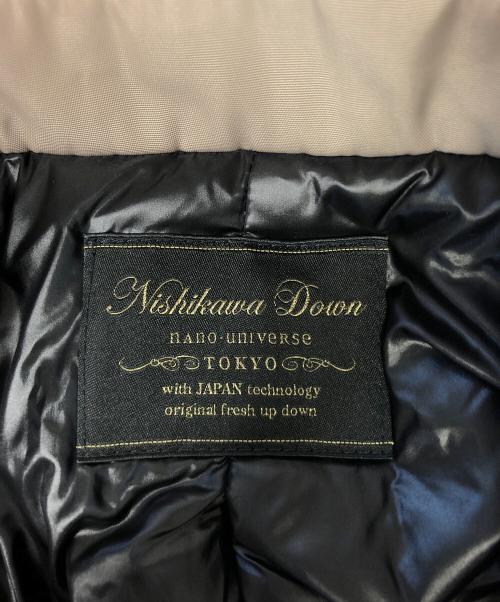 Nishikawa Down
nano·universe
TOKYO
with JAPAN technology
original fresh up down